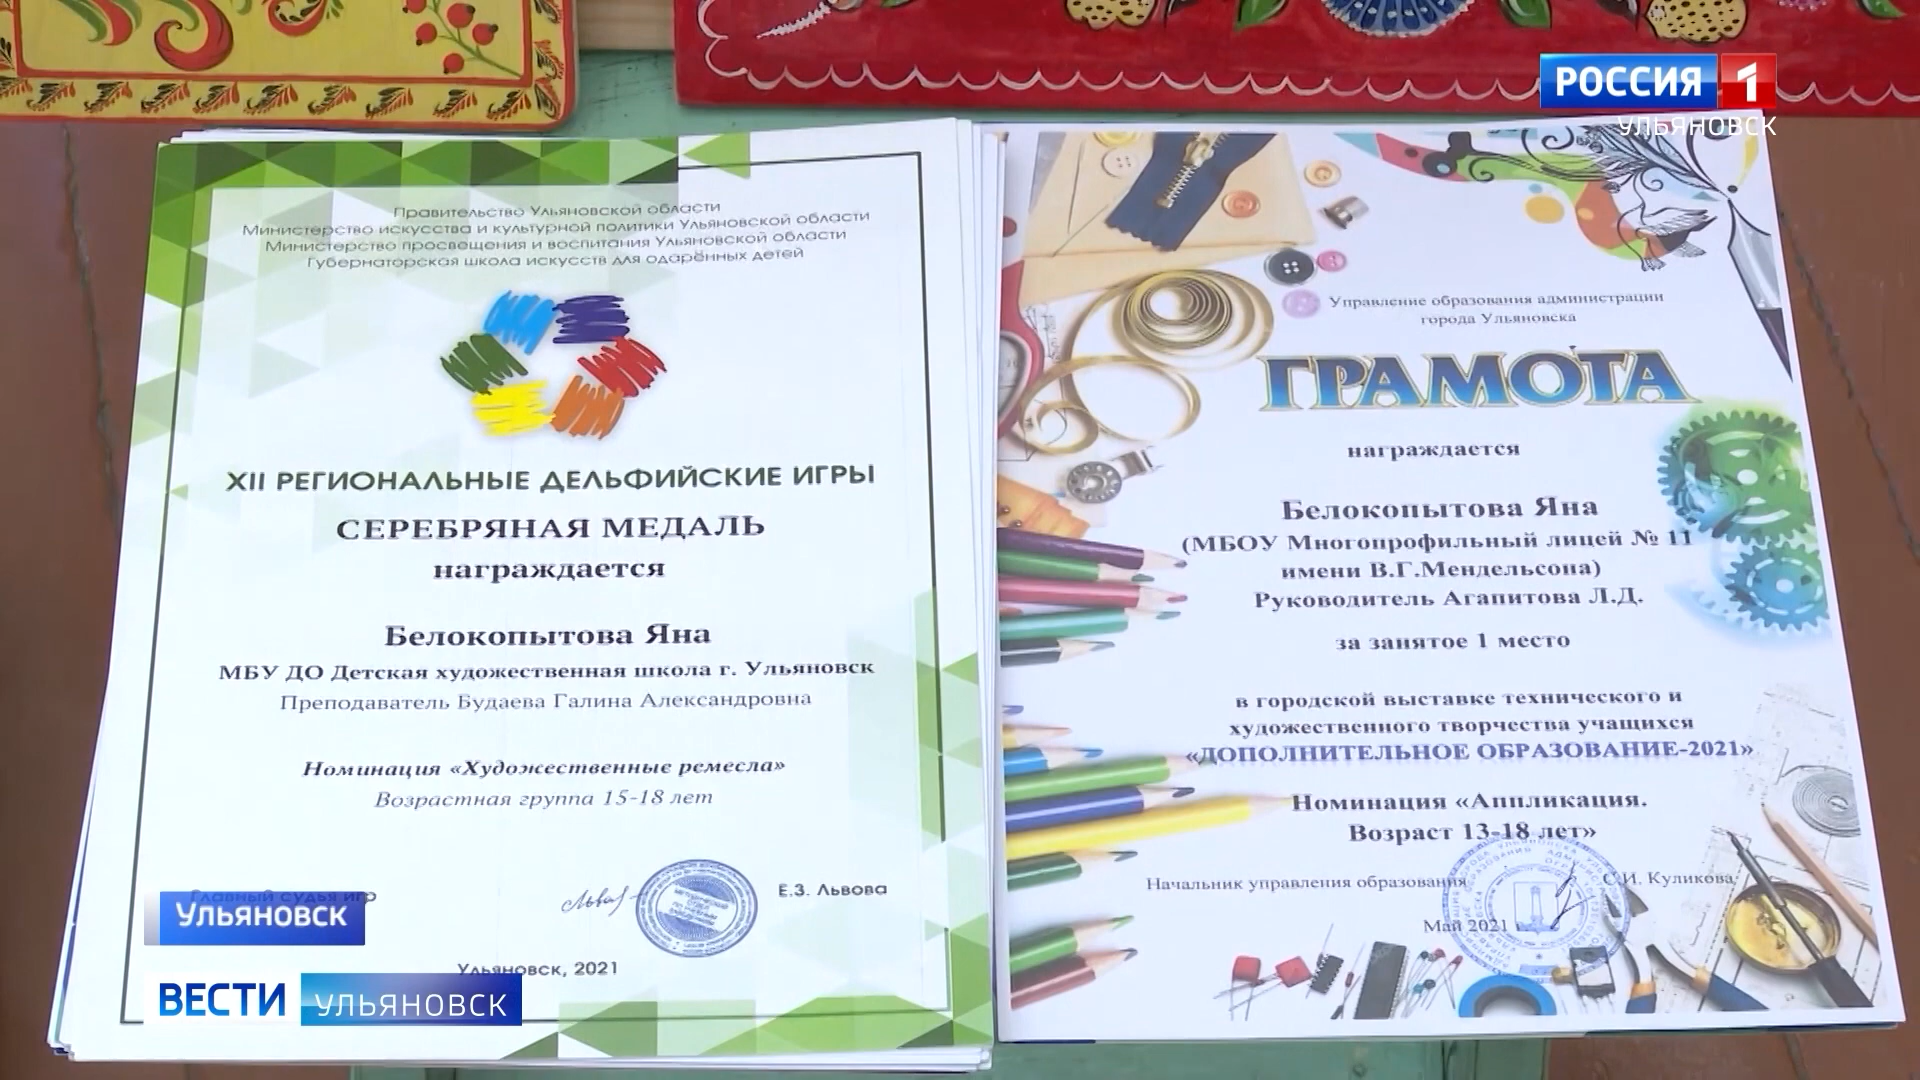 РОССИЯ 1
УЛЬЯНОВСК
Правительство Ульяновской области
Министерство искусства и культурной политики Ульяновской области
Министерство просвещения и воспитания Ульяновской области
Губернаторская школа искусств для одарённых детей
XII РЕГИОНАЛЬНЫЕ ДЕЛЬФИЙСКИЕ ИГРЫ
СЕРЕБРЯНАЯ МЕДАЛЬ
награждается
Белокопытова Яна
МБУ ДО Детская художественная школа г. Ульяновск
Преподаватель Будаева Галина Александровна
Номинация «Художественные ремесла»
Возрастная группа 15-18 лет
Главный судья игр
Е.З. Львова
Ульяновск, 2021
Управление образования администрации
города Ульяновска
ГРАМОТА
награждается
Белокопытова Яна
(МБОУ Многопрофильный лицей № 11
имени В.Г.Мендельсона)
Руководитель Агапитова Л.Д.
за занятое 1 место
в городской выставке технического и
художественного творчества учащихся
«ДОПОЛНИТЕЛЬНОЕ ОБРАЗОВАНИЕ-2021»
Номинация «Аппликация.
Возраст 13-18 лет»
Начальник управления образования
С.И. Куликова
Май 2021 г.
Ульяновск
ВЕСТИ УЛЬЯНОВСК